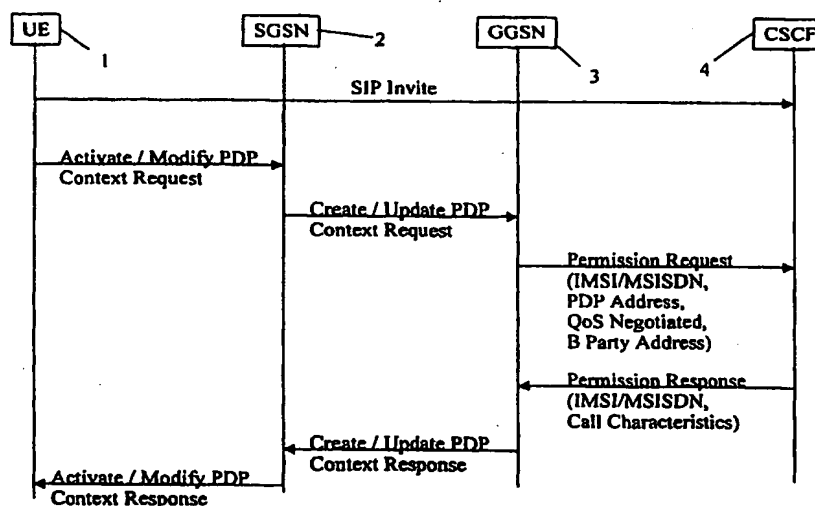 UE
SGSN
GGSN
CSCF
1
2
3
4
SIP Invite
Activate / Modify PDP
Context Request
Create / Update PDP
Context Request
Permission Request
(IMSI/MSISDN,
PDP Address,
QoS Negotiated,
B Party Address)
Permission Response
(IMSI/MSISDN,
Call Characteristics)
Create / Update PDP
Context Response
Activate / Modify PDP
Context Response